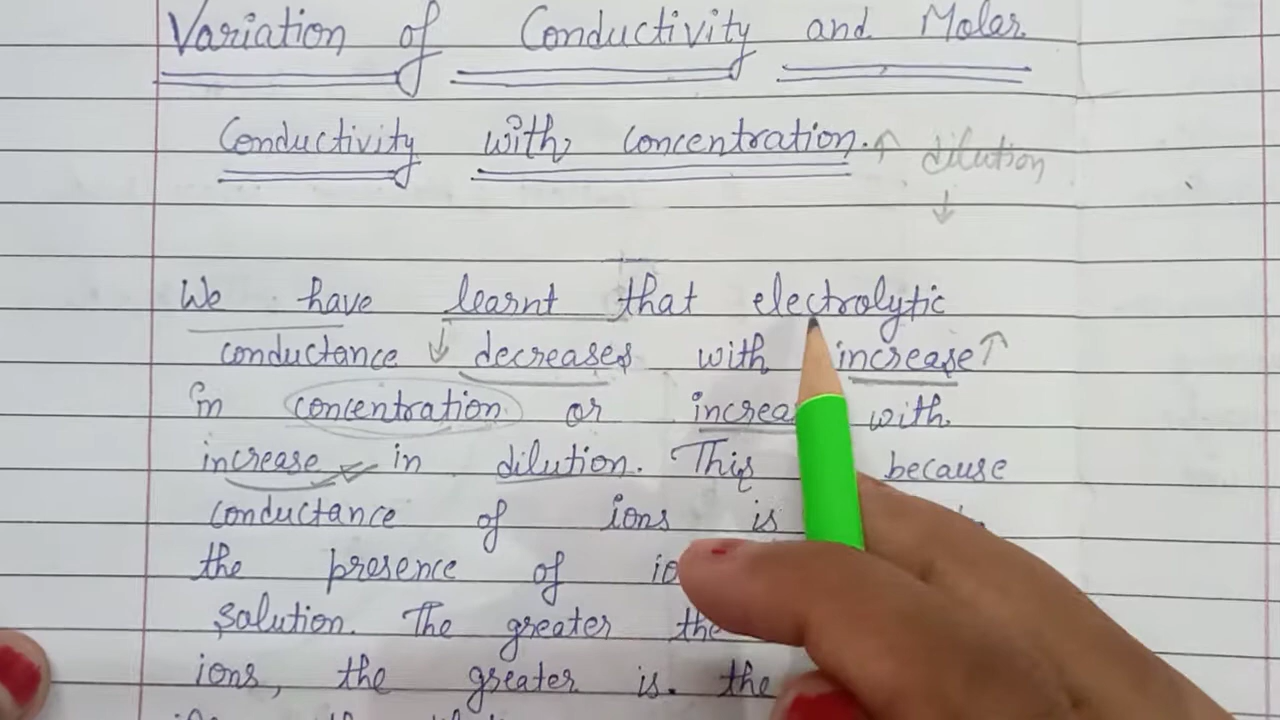 Variation of Conductivity and Molar
Conductivity with concentration. ↑ dilution
↓
We have learnt that electrolytic
conductance ↓ decreases with increase ↑
in concentration or with
increase in dilution. This because
conductance of ions is
the presence of
solution. The greater the
ions, the greater is. the